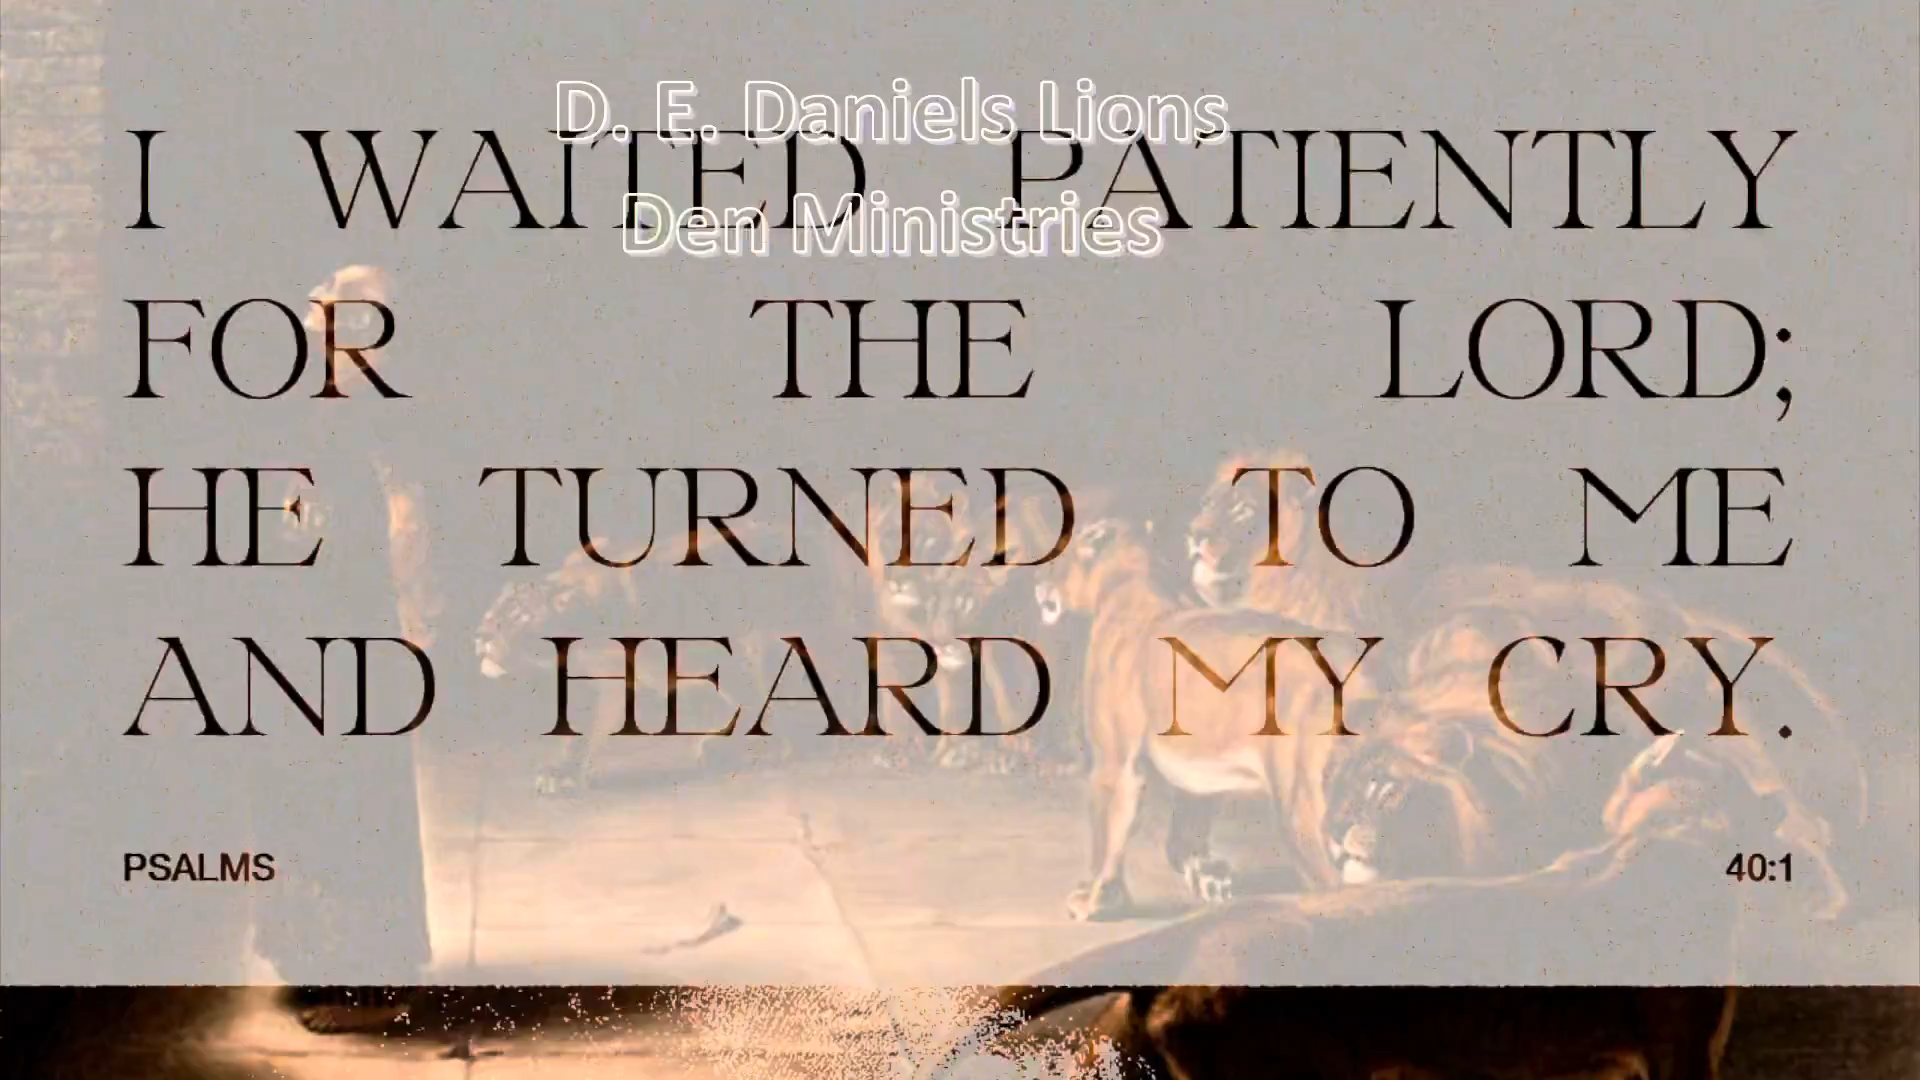 D. E. Daniels Lions
Den Ministries
I WAITED PATIENTLY
FOR THE LORD;
HE TURNED TO ME
AND HEARD MY CRY.
PSALMS 40:1